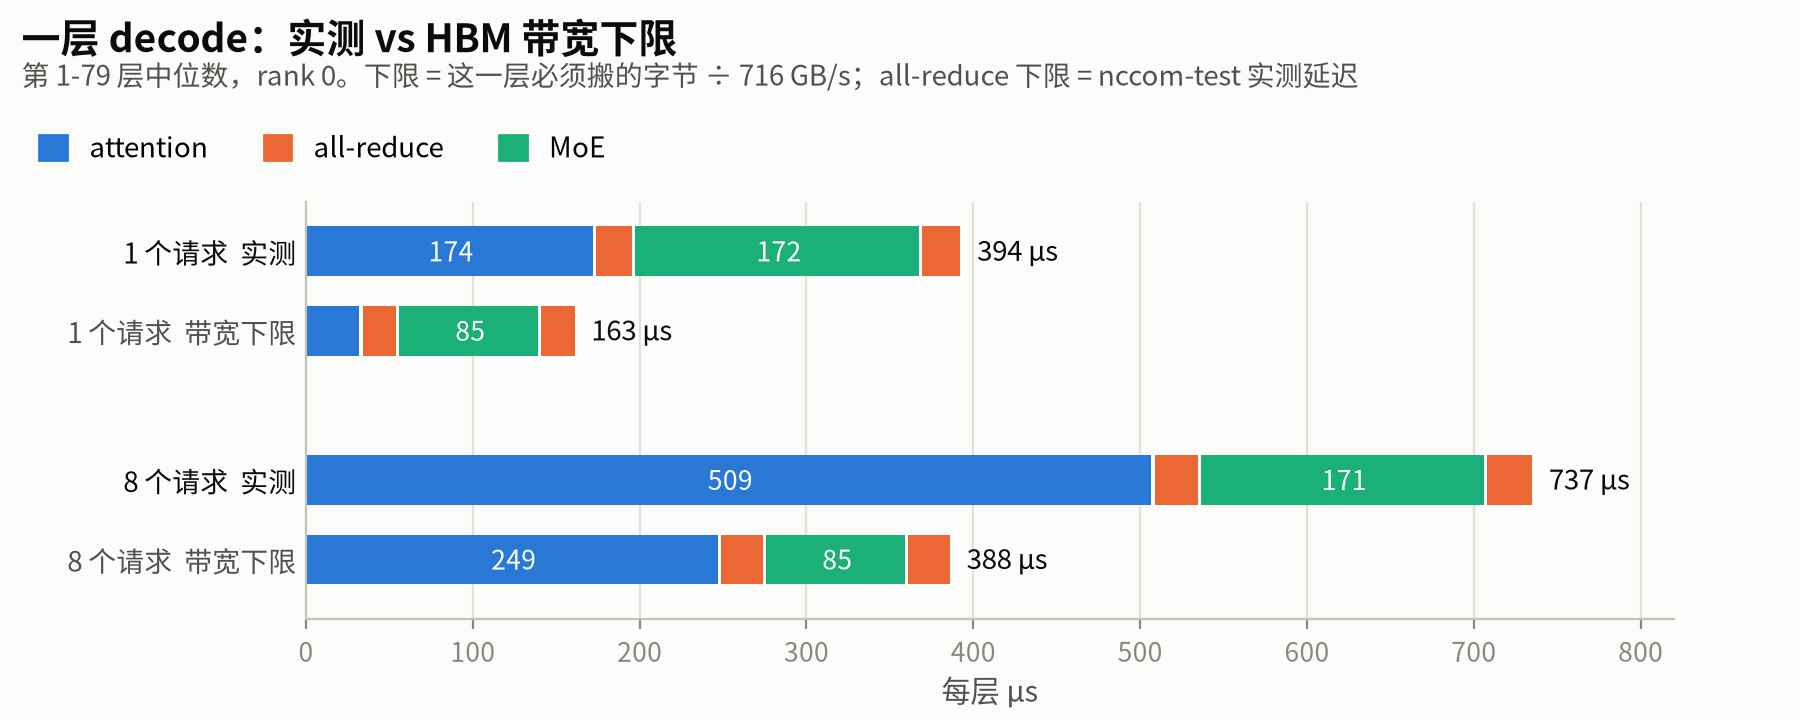 一层 decode：实测 vs HBM 带宽下限
第 1-79 层中位数，rank 0。下限 = 这一层必须搬的字节 ÷ 716 GB/s；all-reduce 下限 = nccom-test 实测延迟
attention all-reduce MoE
1 个请求 实测 174 172 394 µs
1 个请求 带宽下限 85 163 µs
8 个请求 实测 509 171 737 µs
8 个请求 带宽下限 249 85 388 µs
0 100 200 300 400 500 600 700 800
每层 µs